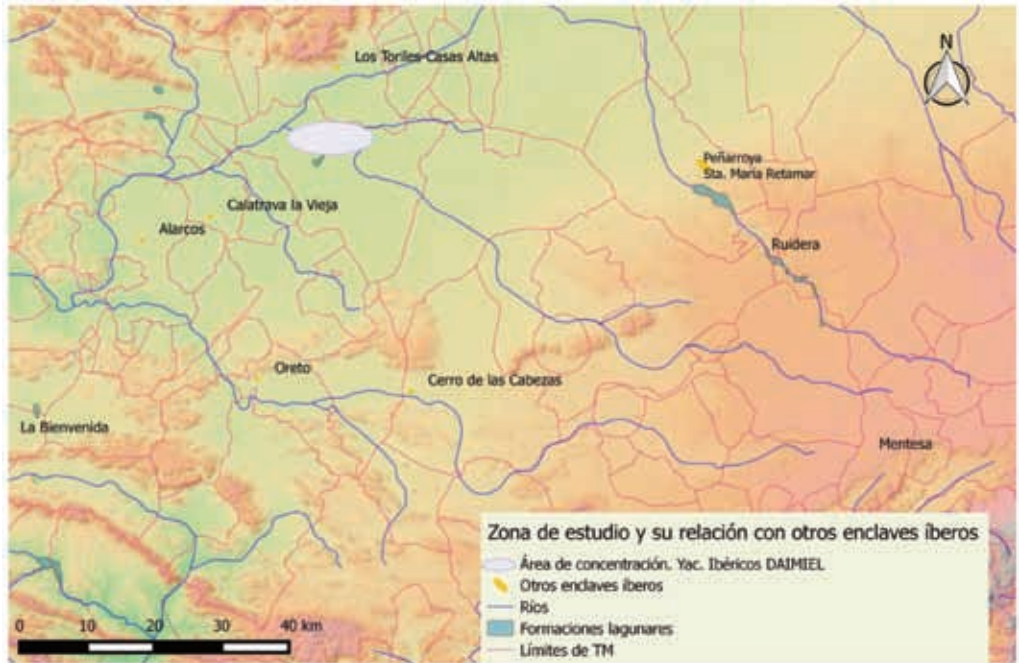 Los Toriles-Casas Altas
N
Peñarroya
Sta. María Retamar
Calatrava la Vieja
Alarcos
Ruidera
Oreto
Cerro de las Cabezas
La Bienvenida
Mentesa
Zona de estudio y su relación con otros enclaves íberos
Área de concentración. Yac. Ibéricos DAIMIEL
Otros enclaves íberos
Ríos
Formaciones lagunares
Límites de TM
0 10 20 30 40 km